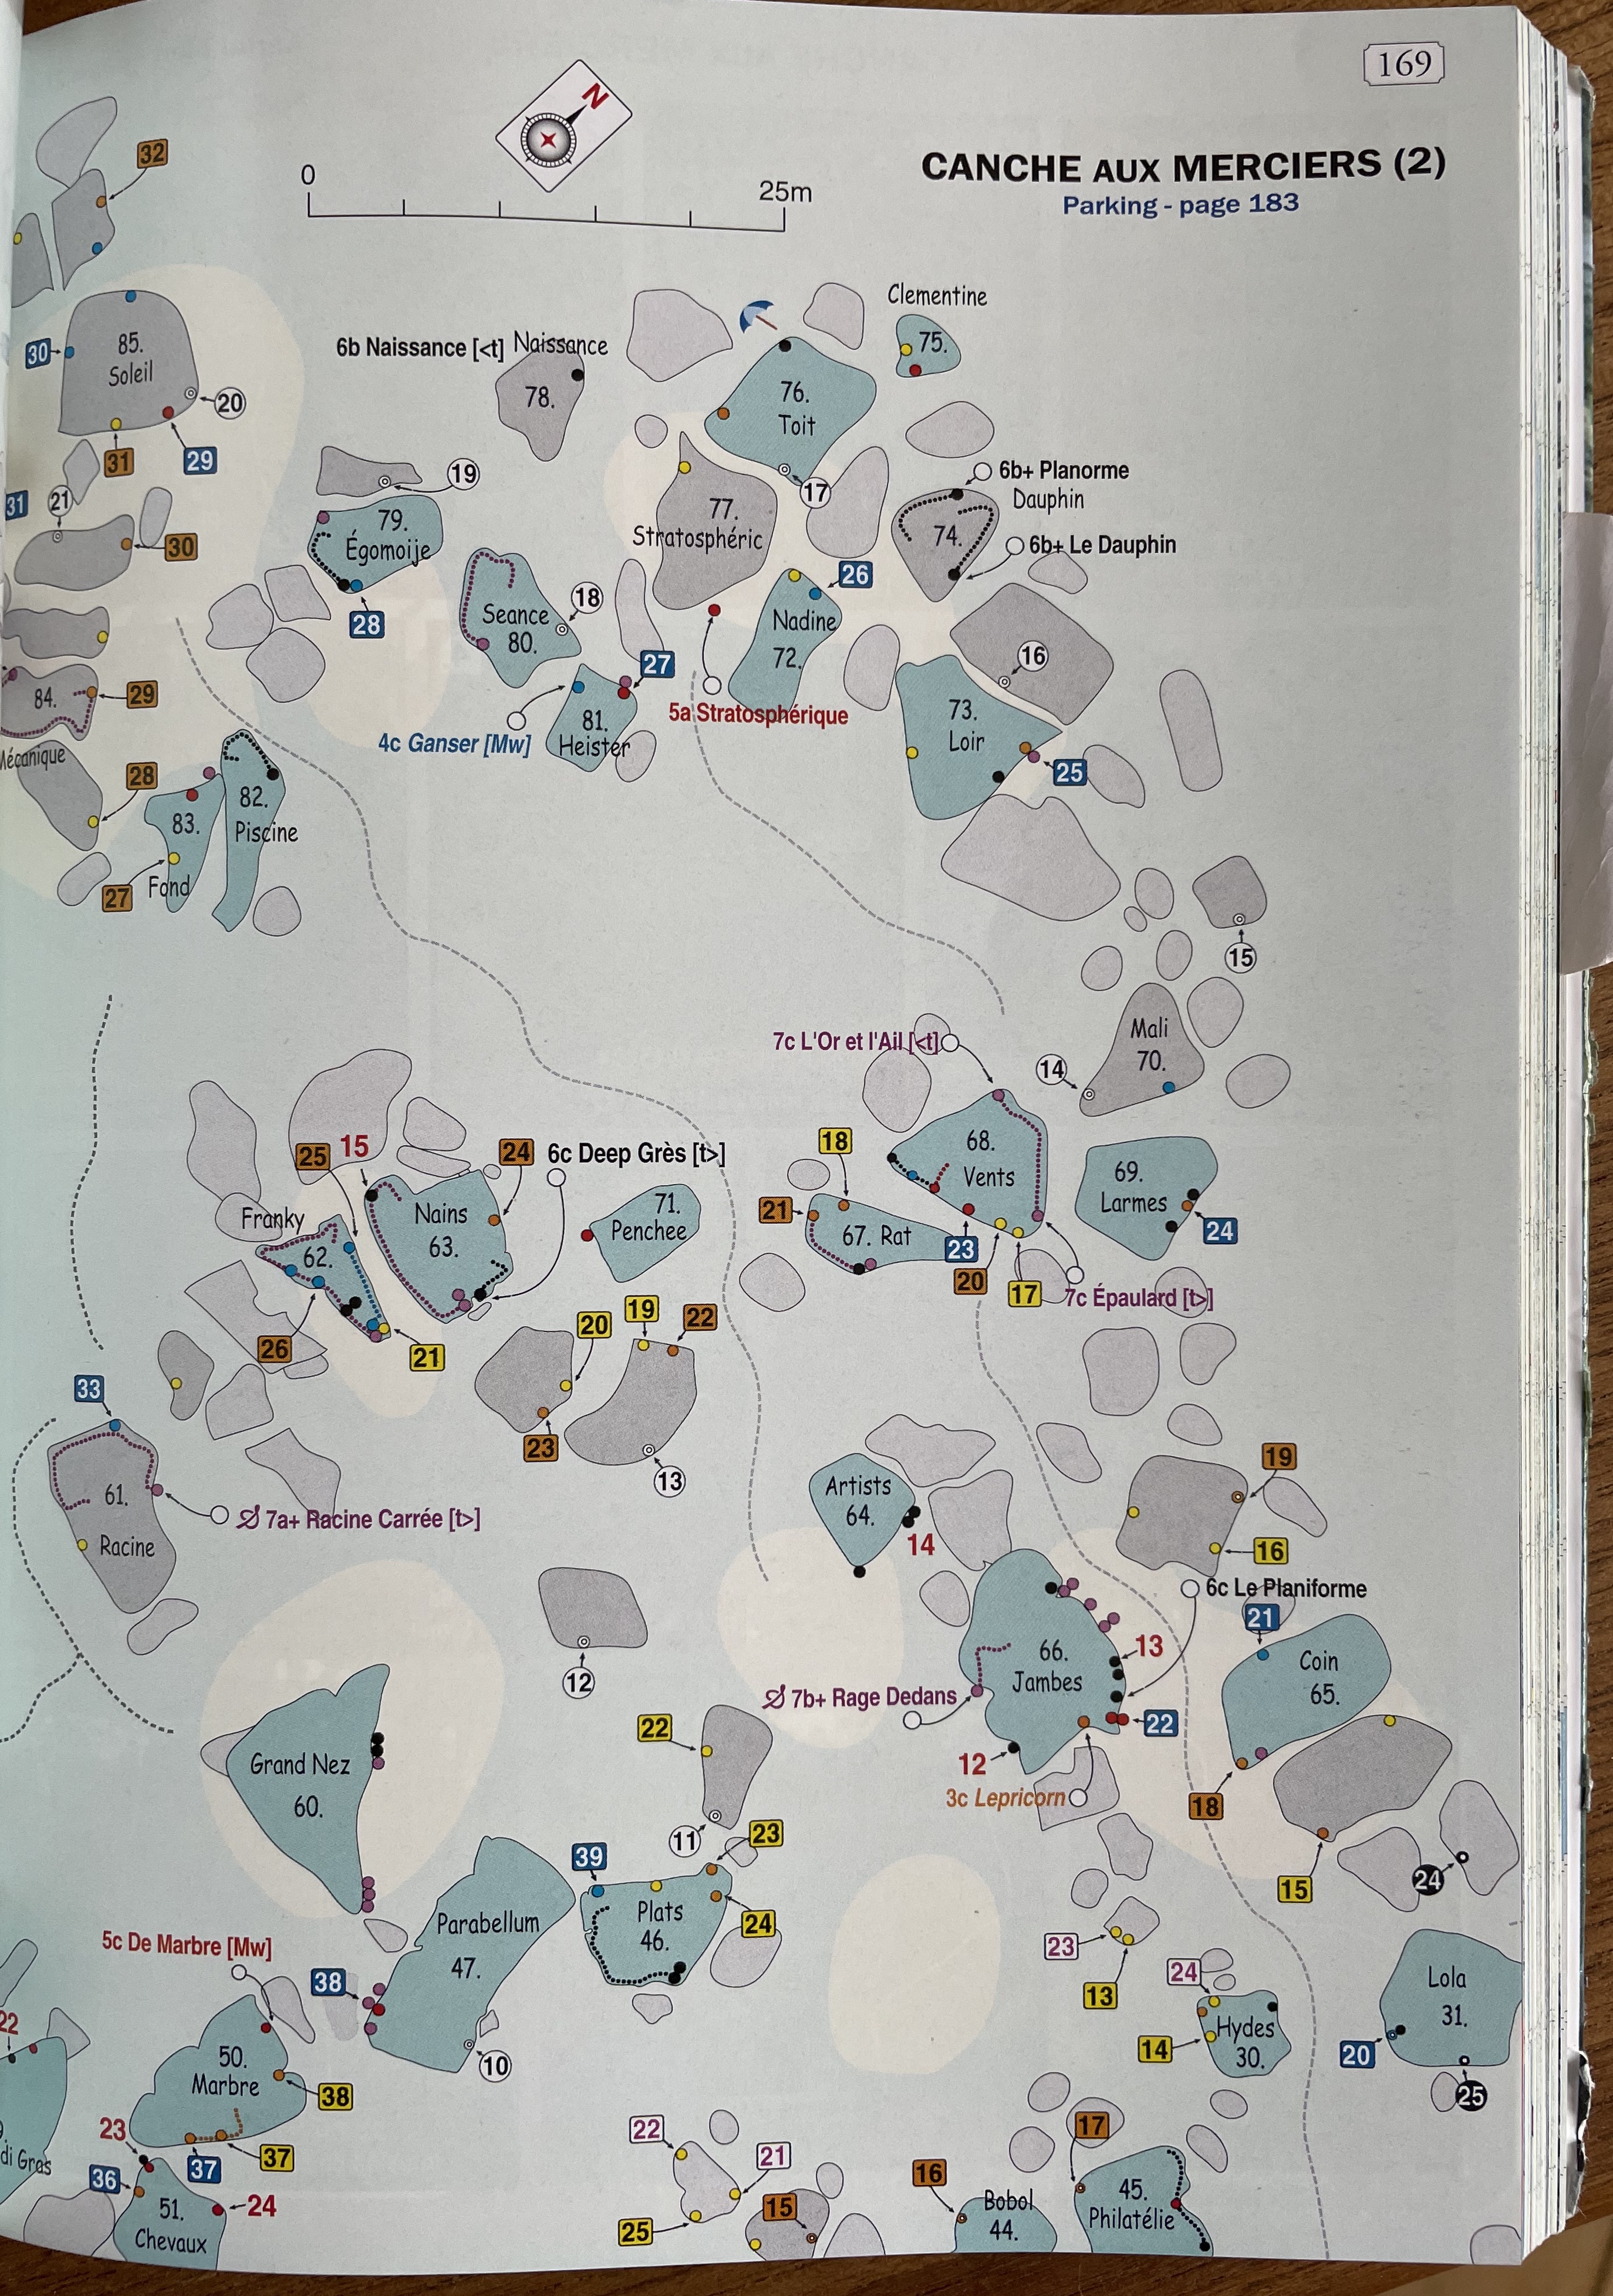 169
N
CANCHE AUX MERCIERS (2)
Parking - page 183
0
25m
32
Clementine
75.
6b Naissance [<t] Naissance
78.
76.
Toit
30
85.
Soleil
20
31
29
19
17
6b+ Planorme
Dauphin
74.
6b+ Le Dauphin
31
21
30
79.
Égomoije
28
77.
Stratosphéric
26
Nadine
72.
Seance
80.
18
16
27
84.
29
Mécanique
5a Stratosphérique
4c Ganser [Mw]
81.
Heister
73.
Loir
25
28
82.
Piscine
83.
27
Fond
15
Mali
70.
7c L'Or et l'Ail [<t]
14
25
15
24
6c Deep Grès [t>]
18
68.
Vents
69.
Larmes
Franky
62.
Nains
63.
71.
Penchee
21
67. Rat
23
24
20
17
7c Épaulard [t>]
26
21
20
19
22
33
23
13
61.
Racine
7a+ Racine Carrée [t>]
Artists
64.
14
19
16
6c Le Planiforme
21
12
66.
Jambes
13
Coin
65.
7b+ Rage Dedans
22
22
12
3c Lepricorn
18
Grand Nez
60.
11
23
39
15
24
Parabellum
47.
Plats
46.
24
5c De Marbre [Mw]
38
23
13
24
Lola
31.
Hydes
30.
14
20
22
50.
Marbre
10
38
25
23
37
37
22
21
17
di Gras
36
51.
Chevaux
24
25
15
16
Bobol
44.
45.
Philatélie